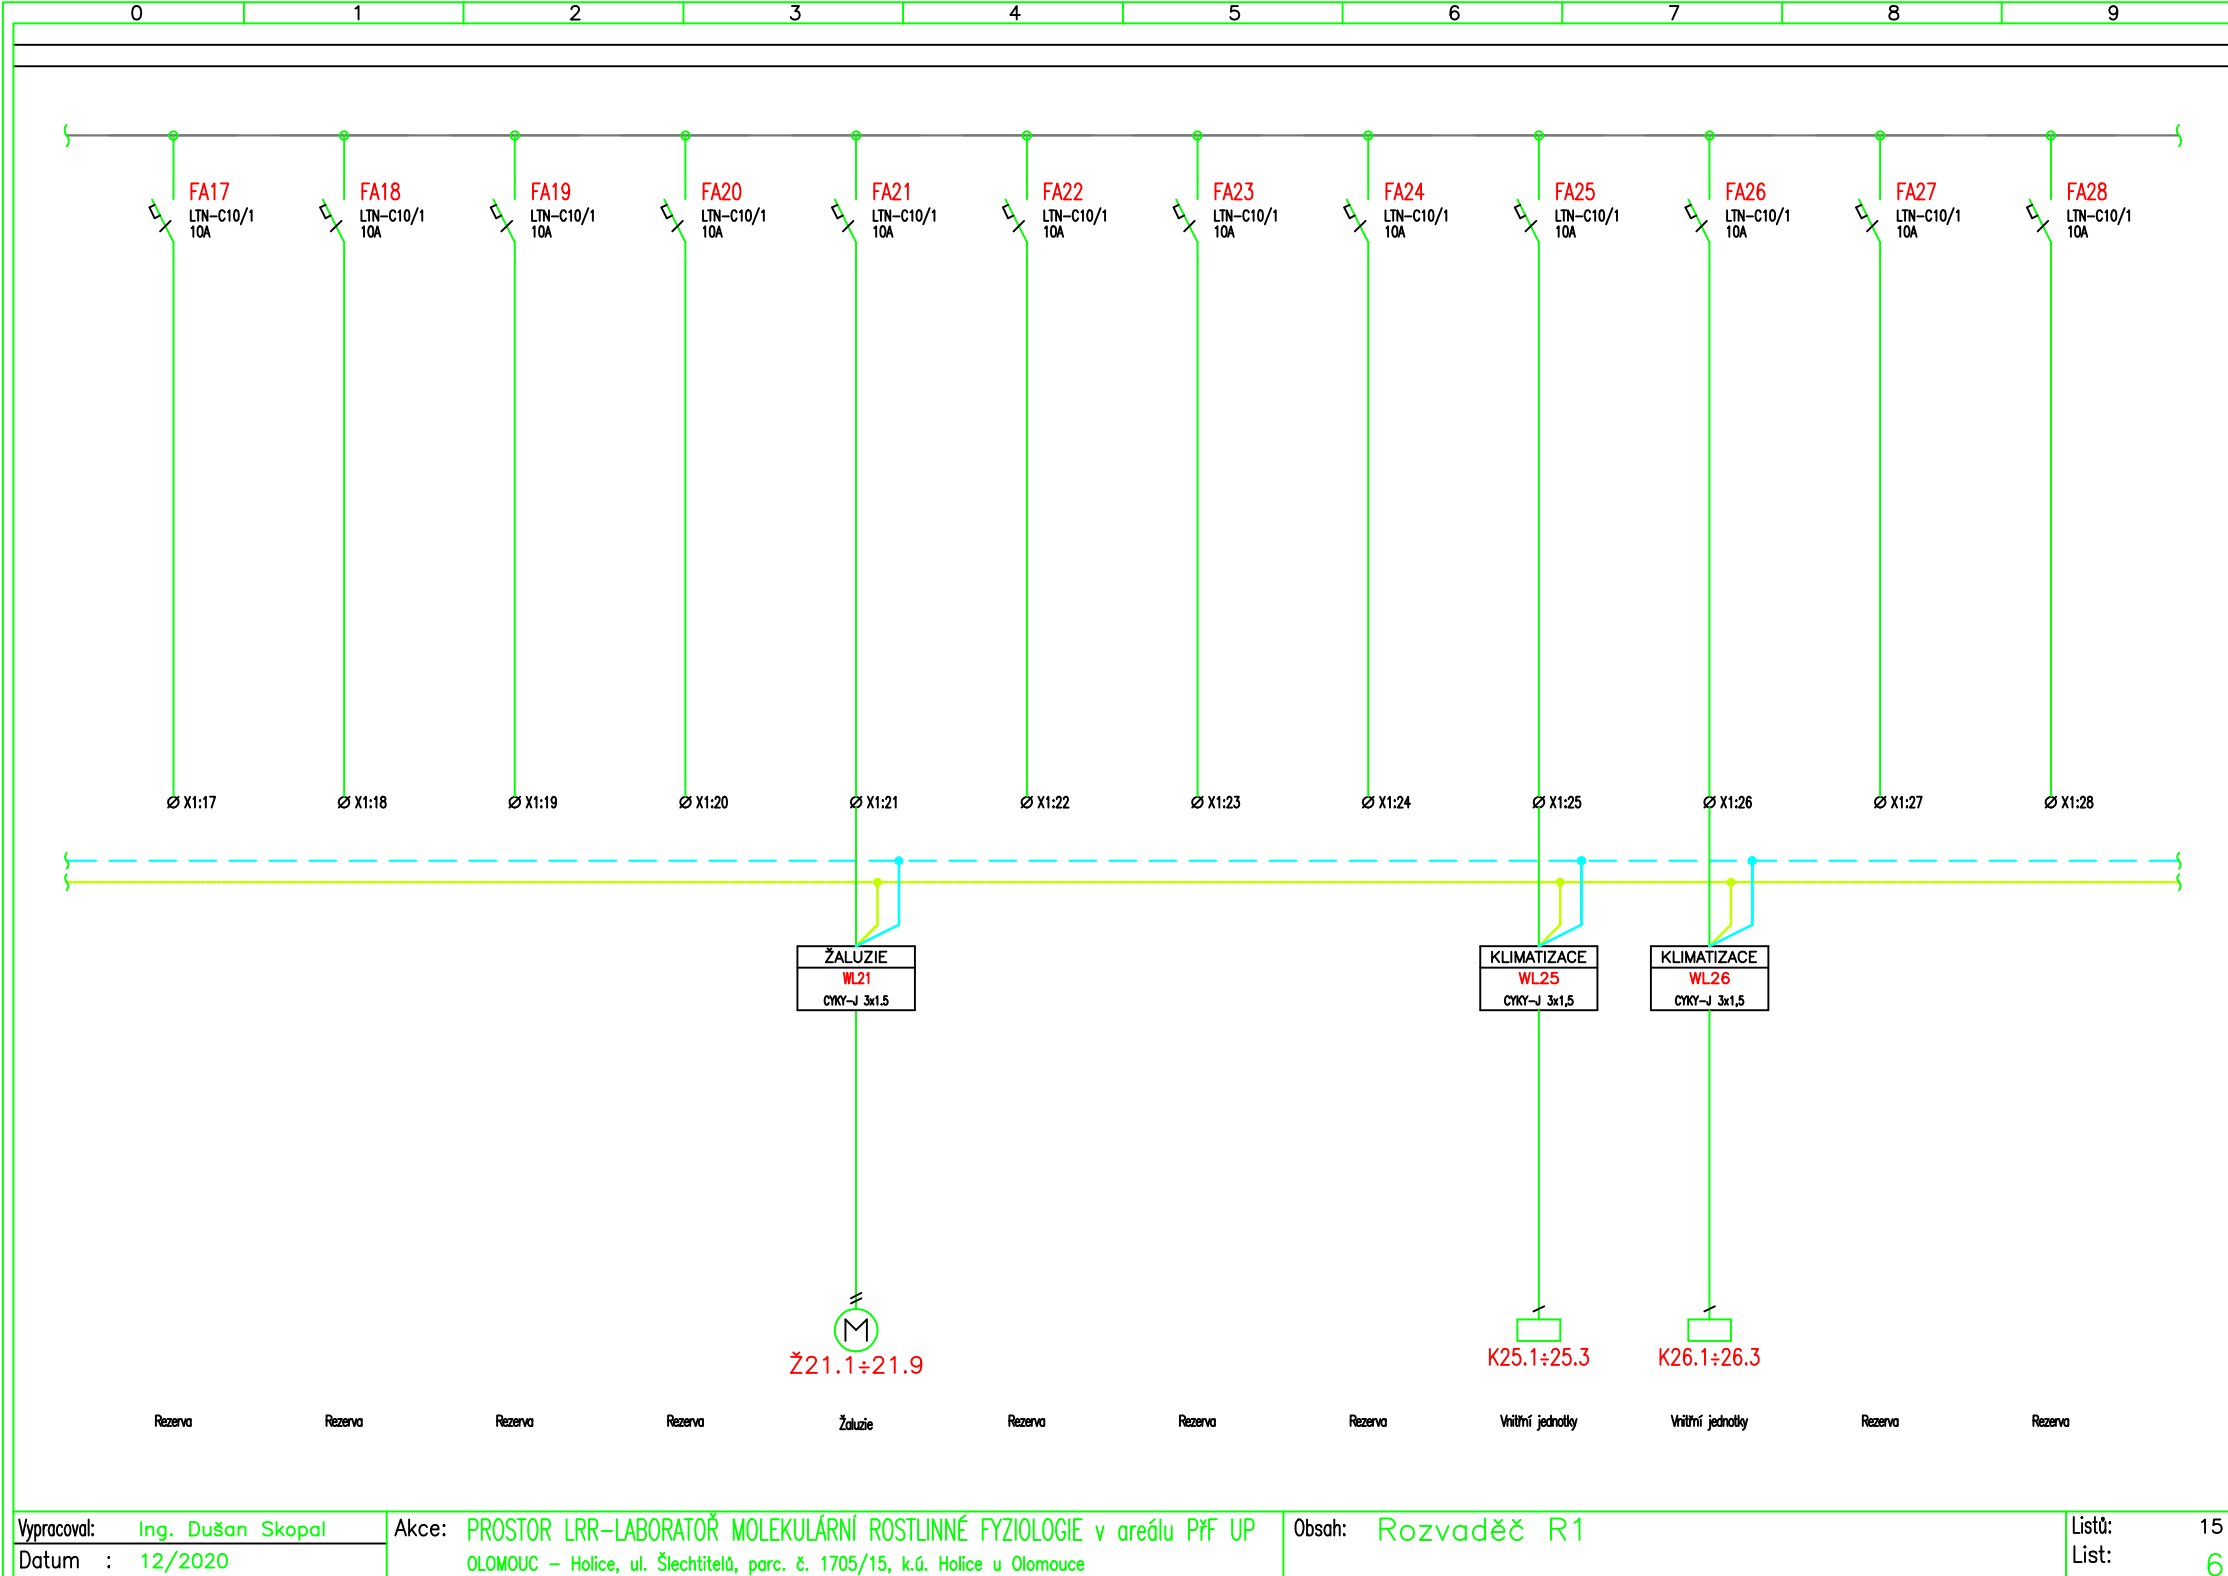 0 1 2 3 4 5 6 7 8 9
FA17 FA18 FA19 FA20 FA21 FA22 FA23 FA24 FA25 FA26 FA27 FA28
LTN-C10/1 LTN-C10/1 LTN-C10/1 LTN-C10/1 LTN-C10/1 LTN-C10/1 LTN-C10/1 LTN-C10/1 LTN-C10/1 LTN-C10/1 LTN-C10/1 LTN-C10/1
10A 10A 10A 10A 10A 10A 10A 10A 10A 10A 10A 10A
X1:17 X1:18 X1:19 X1:20 X1:21 X1:22 X1:23 X1:24 X1:25 X1:26 X1:27 X1:28
ŽALUZIE KLIMATIZACE KLIMATIZACE
WL21 WL25 WL26
CYKY-J 3x1.5 CYKY-J 3x1,5 CYKY-J 3x1,5
M
Ž21.1÷21.9 K25.1÷25.3 K26.1÷26.3
Rezerva Rezerva Rezerva Rezerva Žaluzie Rezerva Rezerva Rezerva Vnitřní jednotky Vnitřní jednotky Rezerva Rezerva
Vypracoval: Ing. Dušan Skopal
Datum : 12/2020
Akce: PROSTOR LRR-LABORATOŘ MOLEKULÁRNÍ ROSTLINNÉ FYZIOLOGIE v areálu PřF UP
OLOMOUC - Holice, ul. Šlechtitelů, parc. č. 1705/15, k.ú. Holice u Olomouce
Obsah: Rozvaděč R1
Listů: 15
List: 6